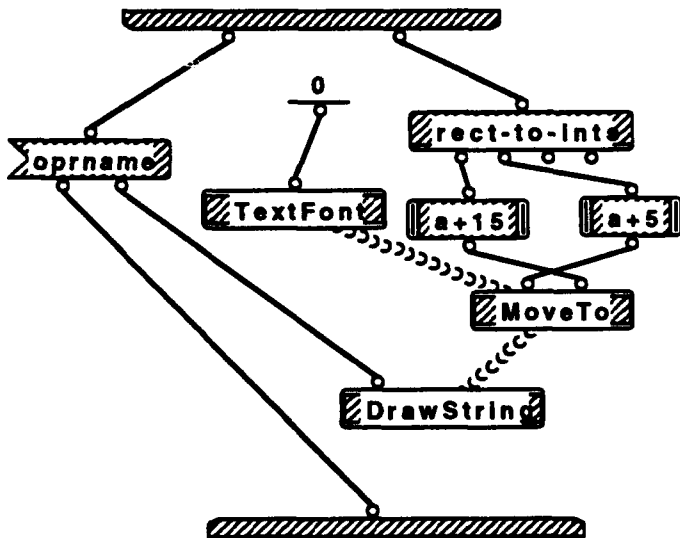 0
rect-to-ints
oprname
TextFont
a+15
a+5
MoveTo
DrawString